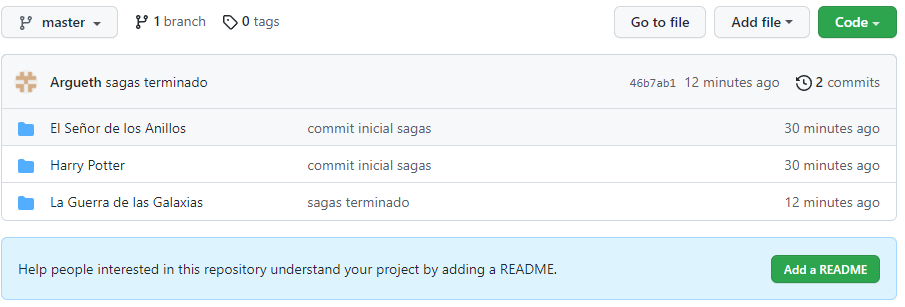 master 1 branch 0 tags Go to file Add file Code
Argueth sagas terminado 46b7ab1 12 minutes ago 2 commits
El Señor de los Anillos commit inicial sagas 30 minutes ago
Harry Potter commit inicial sagas 30 minutes ago
La Guerra de las Galaxias sagas terminado 12 minutes ago
Help people interested in this repository understand your project by adding a README. Add a README